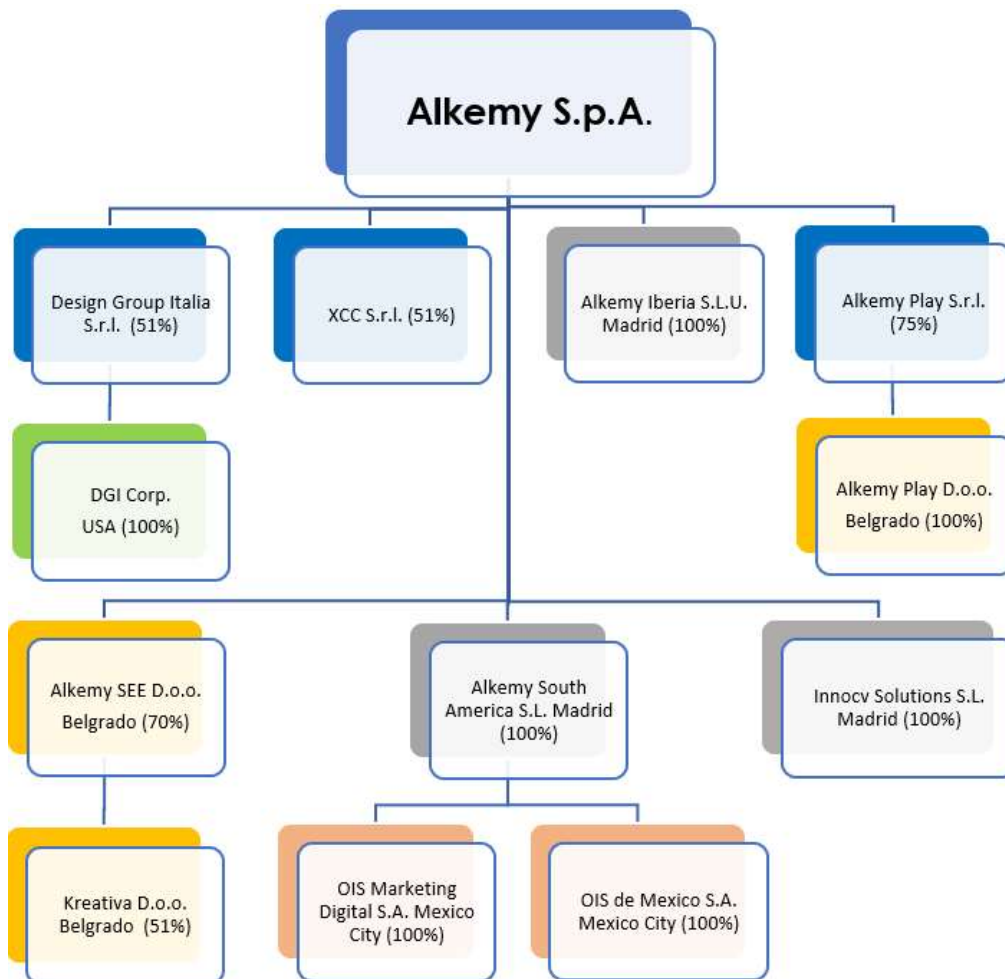 Alkemy S.p.A.
Design Group Italia
S.r.l. (51%)
XCC S.r.l. (51%)
Alkemy Iberia S.L.U.
Madrid (100%)
Alkemy Play S.r.l.
(75%)
DGI Corp.
USA (100%)
Alkemy Play D.o.o.
Belgrado (100%)
Alkemy SEE D.o.o.
Belgrado (70%)
Alkemy South
America S.L. Madrid
(100%)
Innocv Solutions S.L.
Madrid (100%)
Kreativa D.o.o.
Belgrado (51%)
OIS Marketing
Digital S.A. Mexico
City (100%)
OIS de Mexico S.A.
Mexico City (100%)